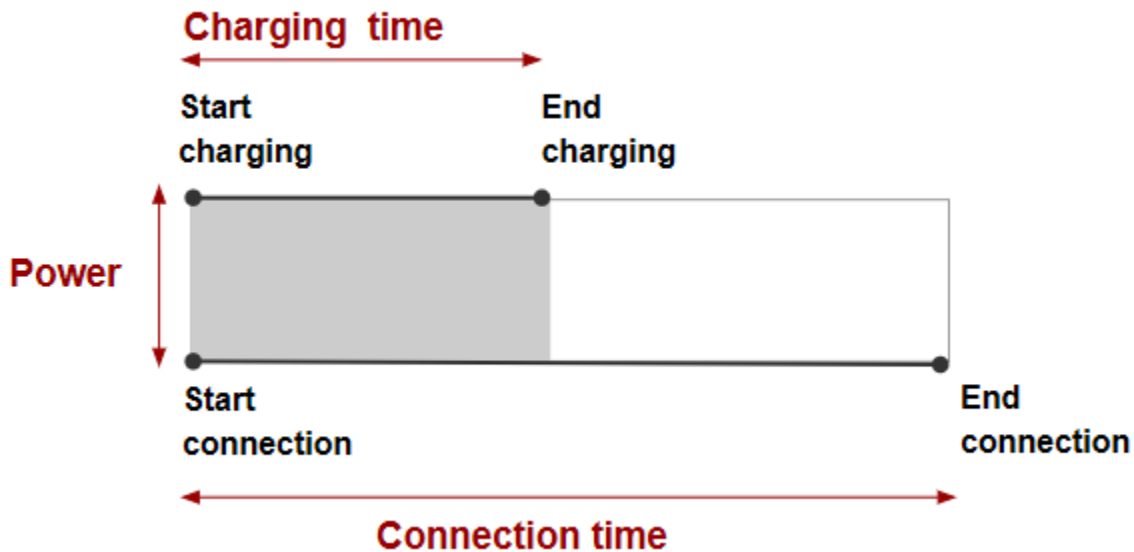 Charging time
Start
charging
End
charging
Power
Start
connection
End
connection
Connection time